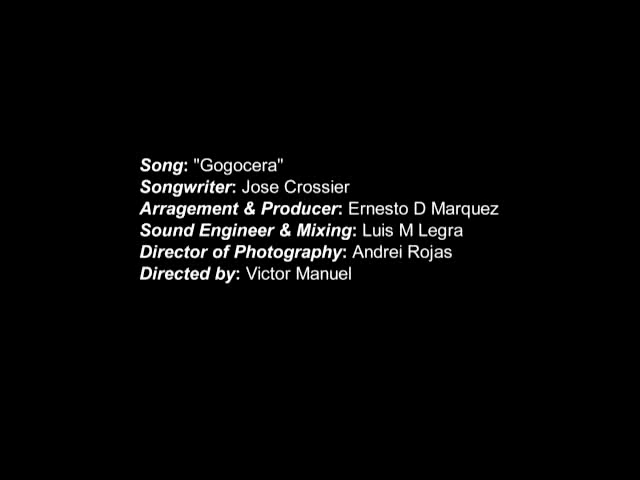 Song: "Gogocera"
Songwriter: Jose Crossier
Arragement & Producer: Ernesto D Marquez
Sound Engineer & Mixing: Luis M Legra
Director of Photography: Andrei Rojas
Directed by: Victor Manuel